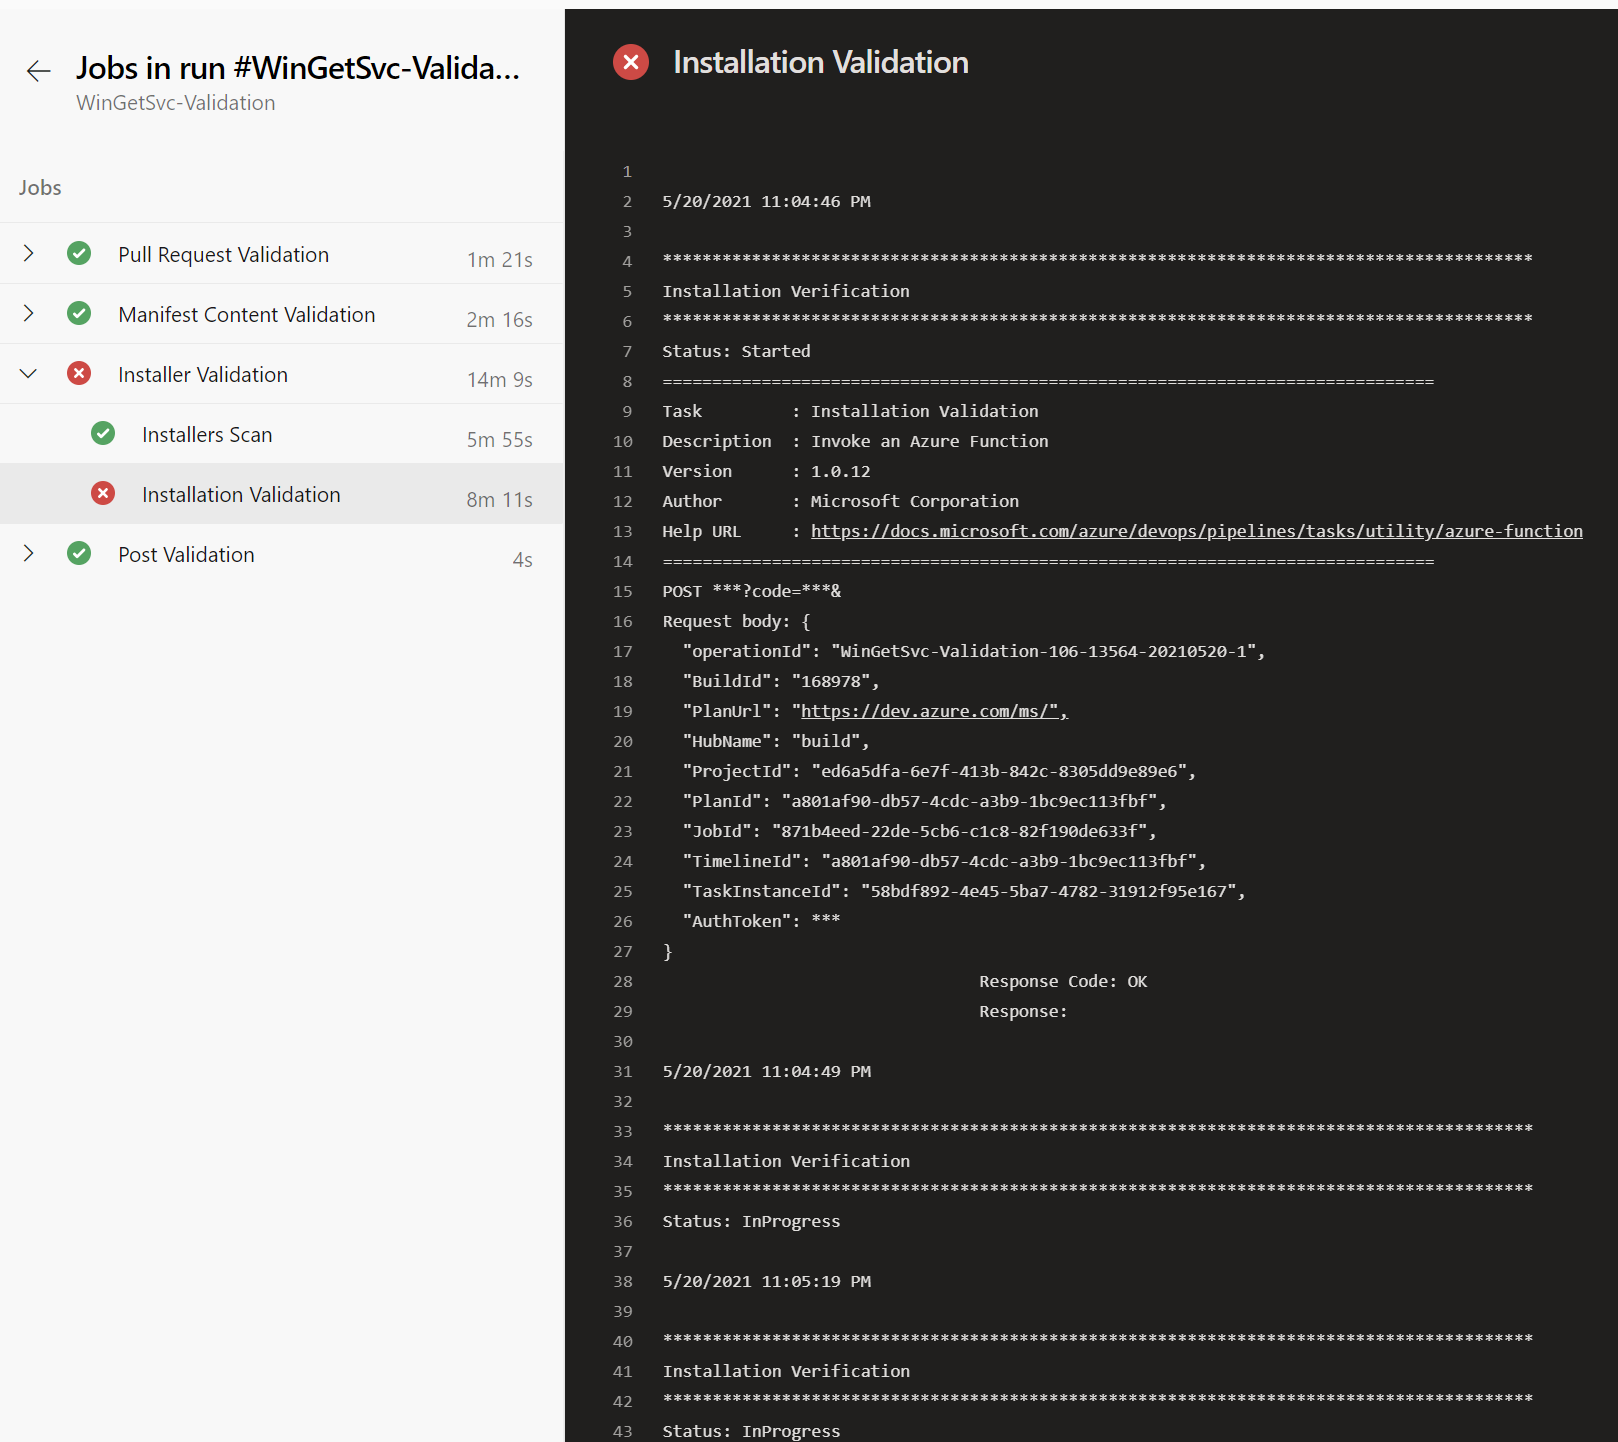 Jobs in run #WinGetSvc-Valida...
WinGetSvc-Validation
Jobs
Pull Request Validation 1m 21s
Manifest Content Validation 2m 16s
Installer Validation 14m 9s
Installers Scan 5m 55s
Installation Validation 8m 11s
Post Validation 4s
Installation Validation
1
2 5/20/2021 11:04:46 PM
3
4 ****************************************************************************************
5 Installation Verification
6 ****************************************************************************************
7 Status: Started
8 ==============================================================================
9 Task         : Installation Validation
10 Description  : Invoke an Azure Function
11 Version      : 1.0.12
12 Author       : Microsoft Corporation
13 Help URL     : https://docs.microsoft.com/azure/devops/pipelines/tasks/utility/azure-function
14 ==============================================================================
15 POST ***?code=***&
16 Request body: {
17   "operationId": "WinGetSvc-Validation-106-13564-20210520-1",
18   "BuildId": "168978",
19   "PlanUrl": "https://dev.azure.com/ms/",
20   "HubName": "build",
21   "ProjectId": "ed6a5dfa-6e7f-413b-842c-8305dd9e89e6",
22   "PlanId": "a801af90-db57-4cdc-a3b9-1bc9ec113fbf",
23   "JobId": "871b4eed-22de-5cb6-c1c8-82f190de633f",
24   "TimelineId": "a801af90-db57-4cdc-a3b9-1bc9ec113fbf",
25   "TaskInstanceId": "58bdf892-4e45-5ba7-4782-31912f95e167",
26   "AuthToken": ***
27 }
28 Response Code: OK
29 Response:
30
31 5/20/2021 11:04:49 PM
32
33 ****************************************************************************************
34 Installation Verification
35 ****************************************************************************************
36 Status: InProgress
37
38 5/20/2021 11:05:19 PM
39
40 ****************************************************************************************
41 Installation Verification
42 ****************************************************************************************
43 Status: InProgress